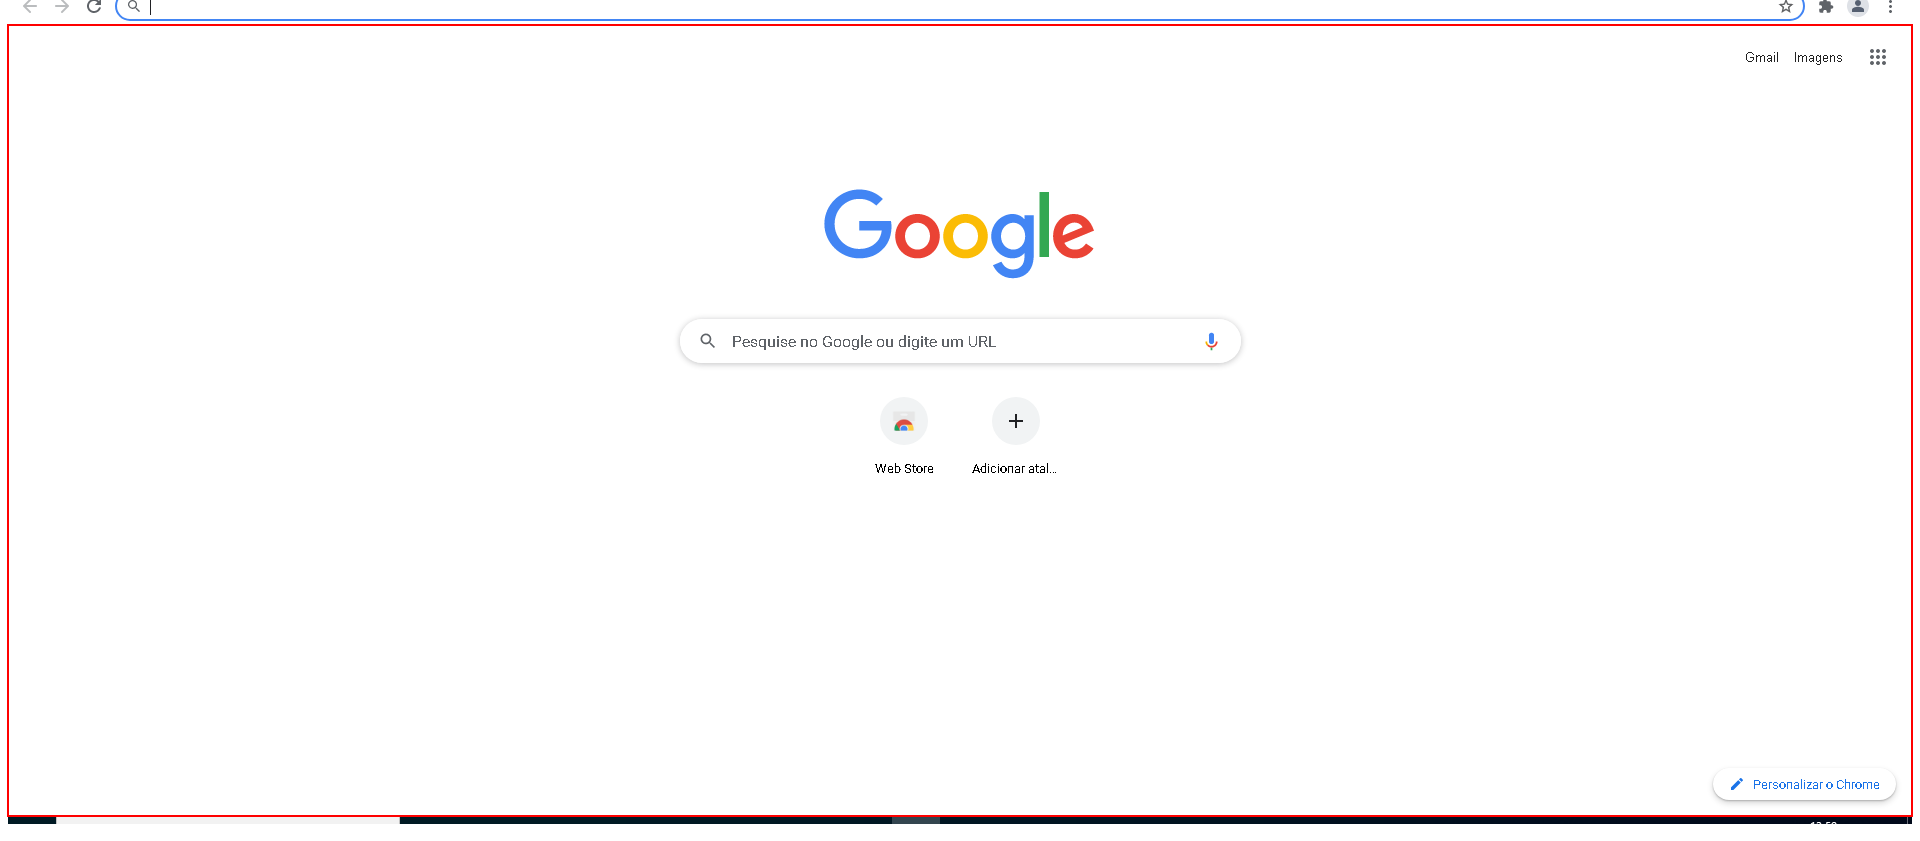 Gmail Imagens
Google
Pesquise no Google ou digite um URL
Web Store Adicionar atal...
Personalizar o Chrome